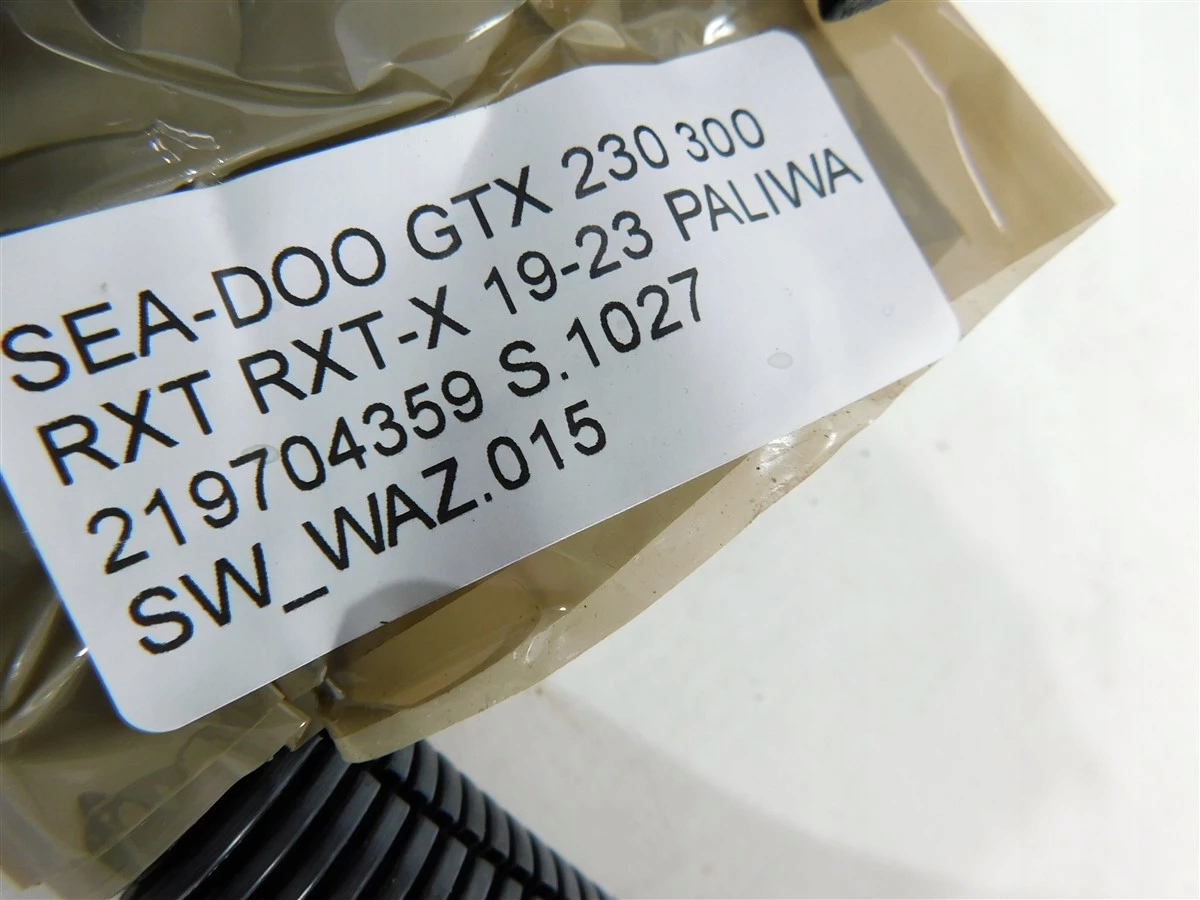 SEA-DOO GTX 230 300
RXT RXT-X 19-23 PALIWA
219704359 S.1027
SW_WAZ.015